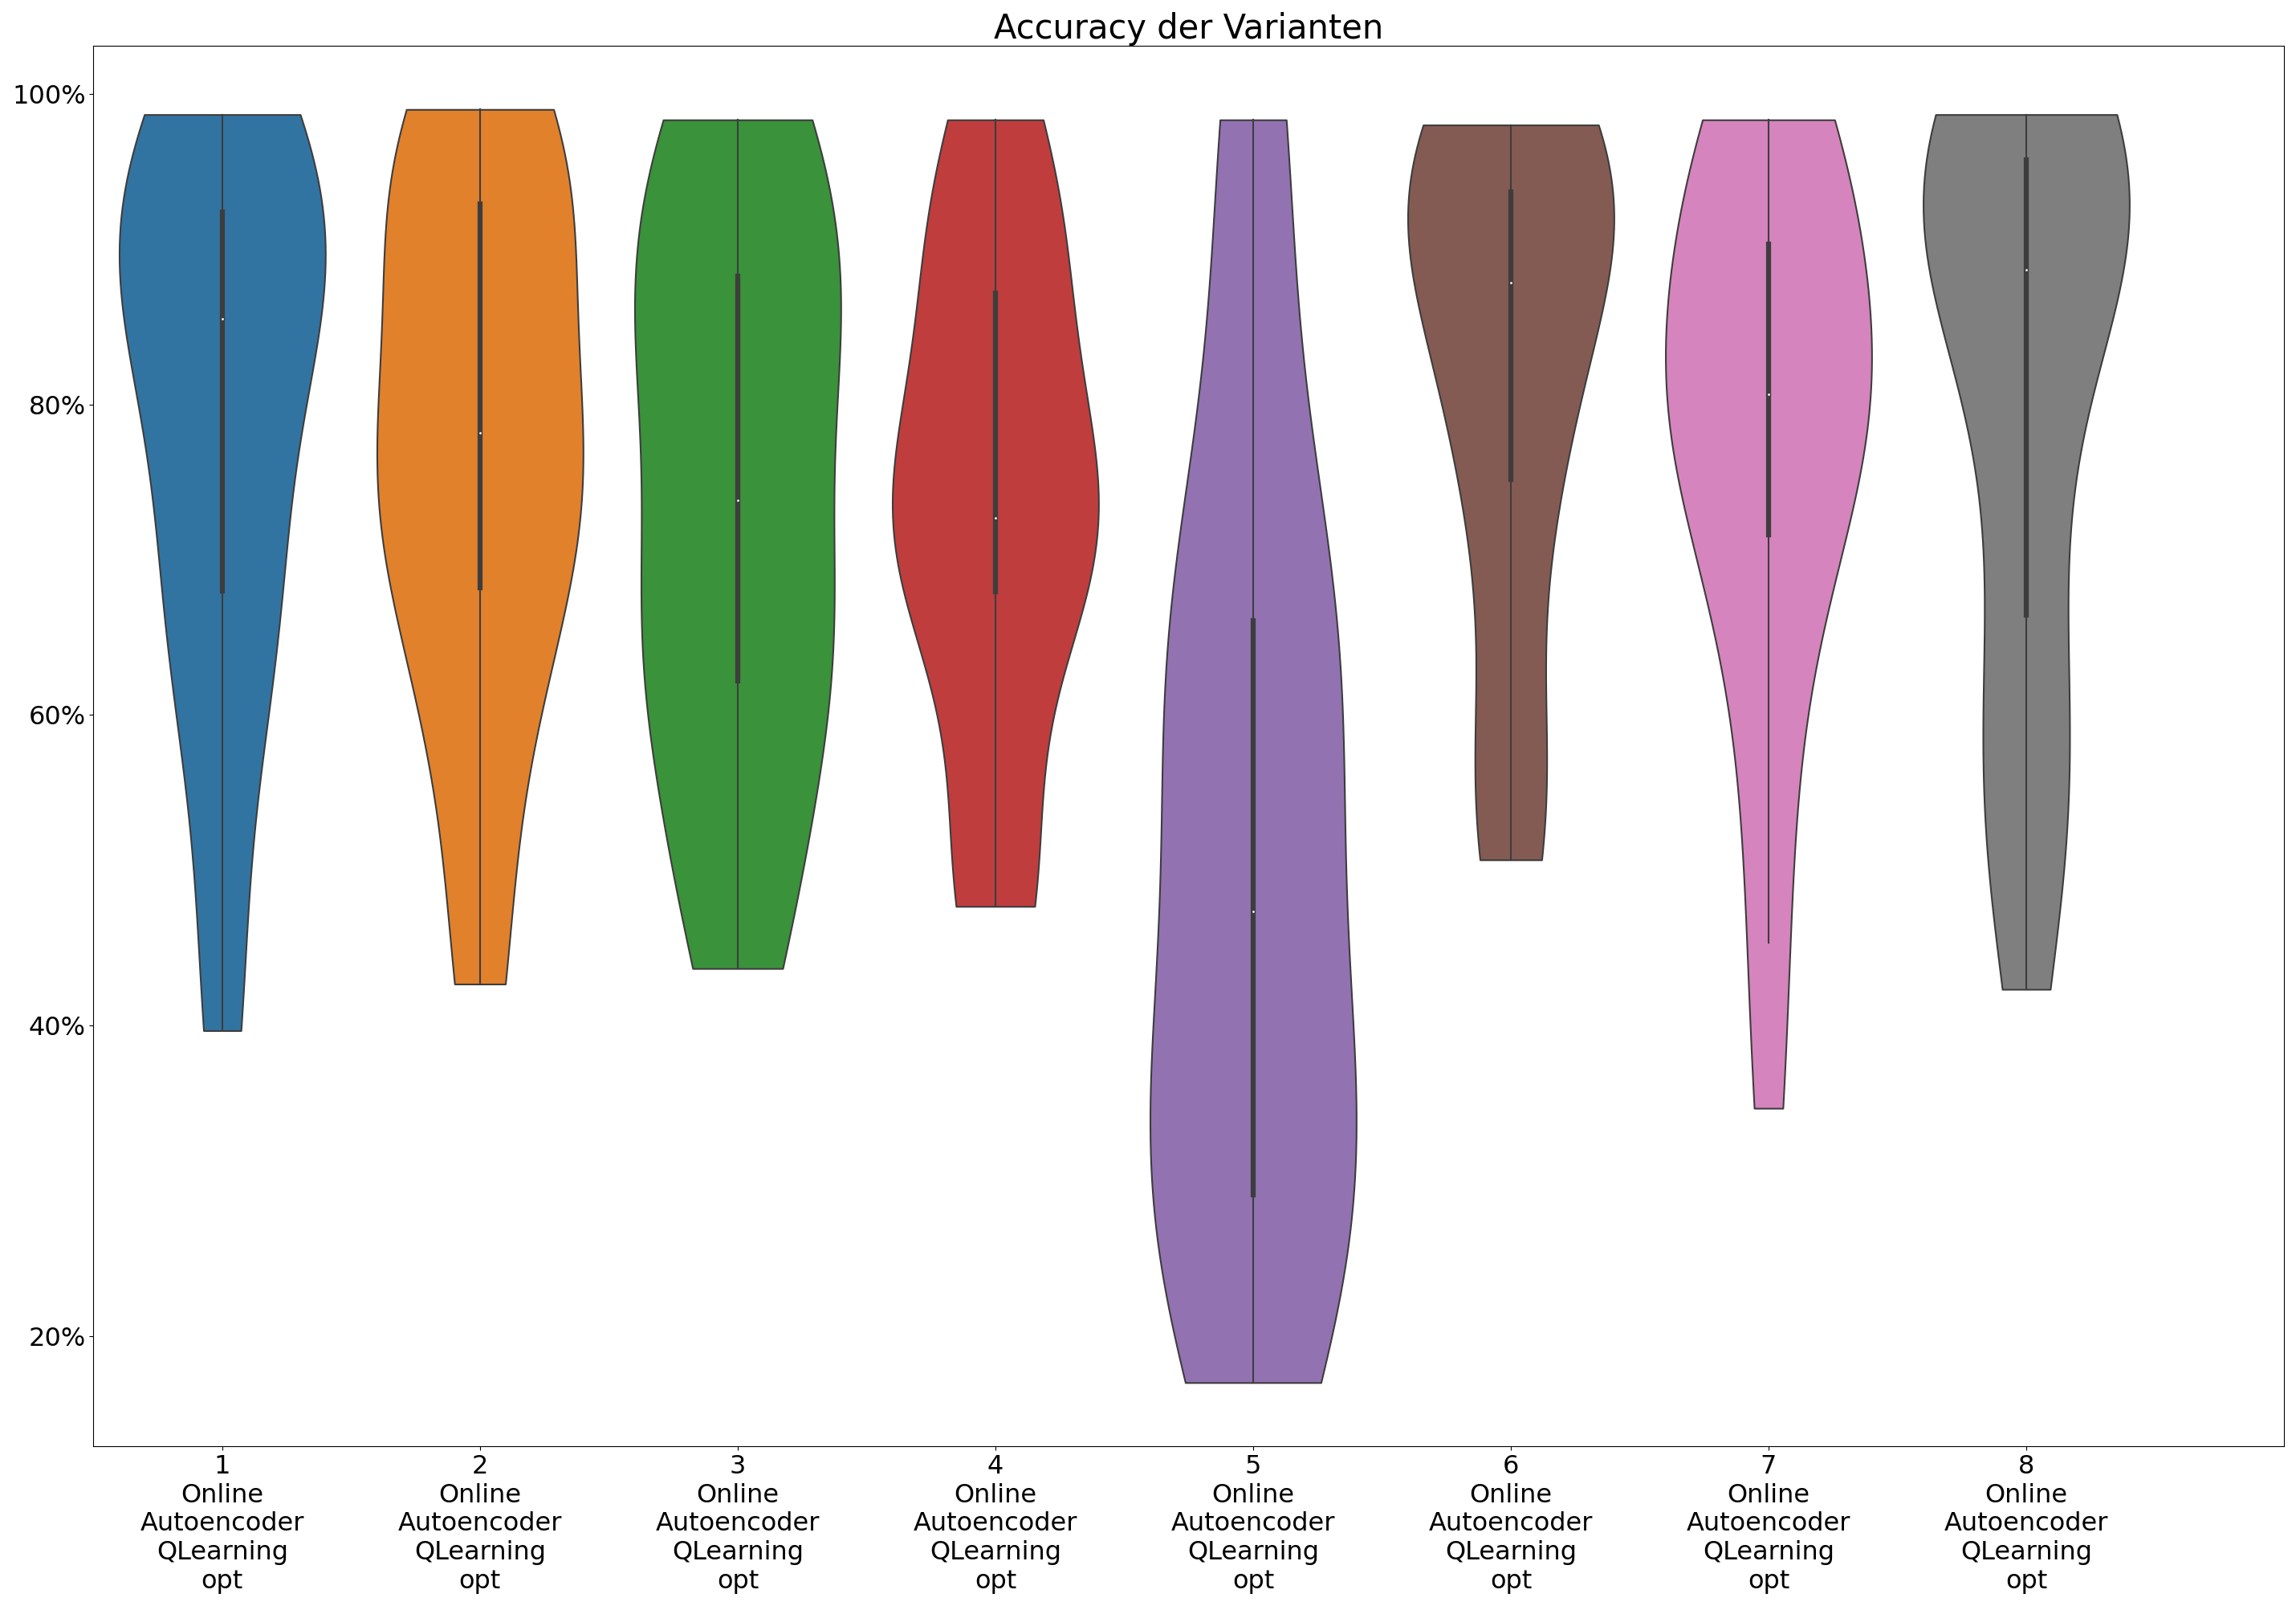 Accuracy der Varianten
100%
80%
60%
40%
20%
1
Online
Autoencoder
QLearning
opt
2
Online
Autoencoder
QLearning
opt
3
Online
Autoencoder
QLearning
opt
4
Online
Autoencoder
QLearning
opt
5
Online
Autoencoder
QLearning
opt
6
Online
Autoencoder
QLearning
opt
7
Online
Autoencoder
QLearning
opt
8
Online
Autoencoder
QLearning
opt